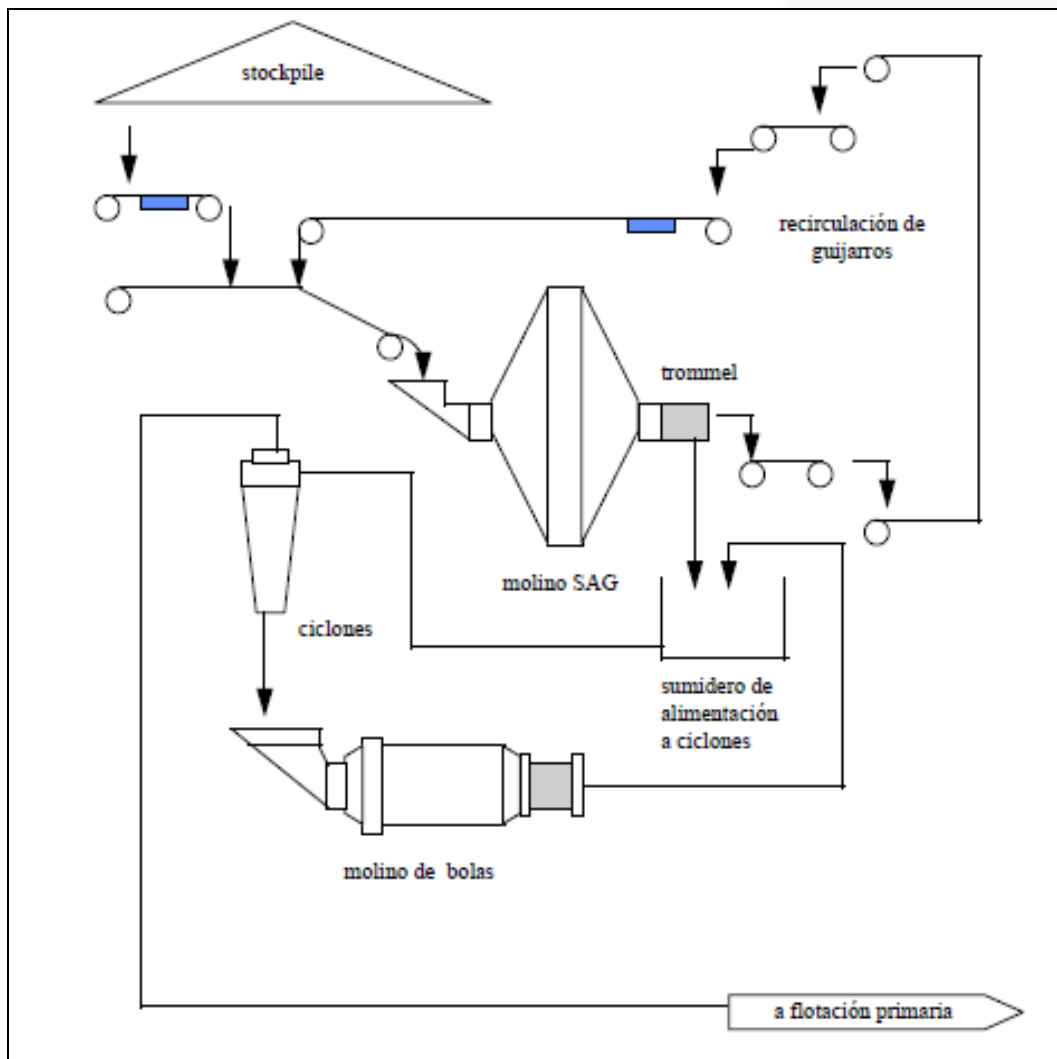 stockpile
recirculación de
guijarros
trommel
molino SAG
ciclones
sumidero de
alimentación
a ciclones
molino de bolas
a flotación primaria